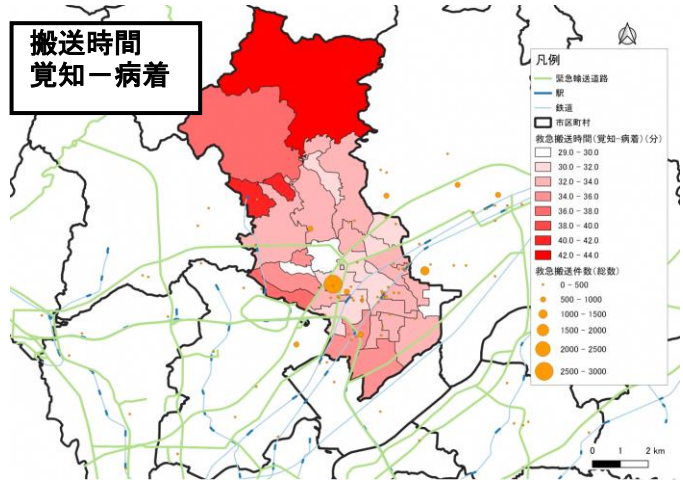 搬送時間
覚知－病着
凡例
緊急輸送道路
駅
鉄道
市区町村
救急搬送時間(覚知-病着)(分)
29.0 - 30.0
30.0 - 32.0
32.0 - 34.0
34.0 - 36.0
36.0 - 38.0
38.0 - 40.0
40.0 - 42.0
42.0 - 44.0
救急搬送件数(総数)
0 - 500
500 - 1000
1000 - 1500
1500 - 2000
2000 - 2500
2500 - 3000
0 1 2 km